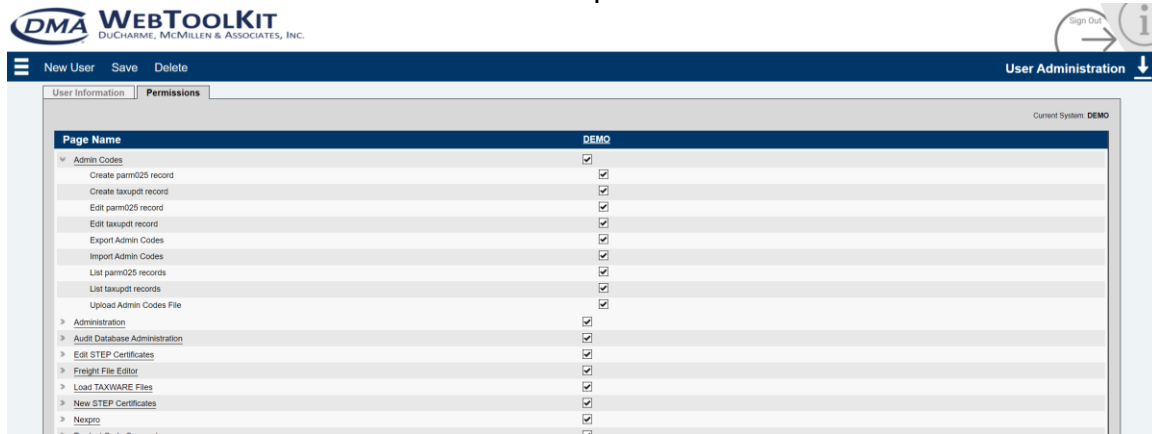 DMA WEBTOOLKIT
DUCHARME, MCMILLEN & ASSOCIATES, INC.
Sign Out
i
New User Save Delete
User Administration
User Information Permissions
Current System: DEMO
Page Name DEMO
Admin Codes
Create parm025 record
Create taxupdt record
Edit parm025 record
Edit taxupdt record
Export Admin Codes
Import Admin Codes
List parm025 records
List taxupdt records
Upload Admin Codes File
Administration
Audit Database Administration
Edit STEP Certificates
Freight File Editor
Load TAXWARE Files
New STEP Certificates
Nexpro